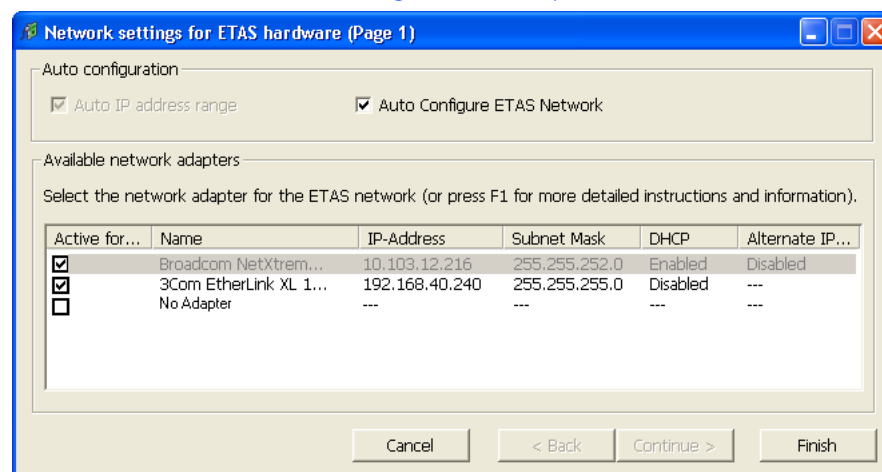 Network settings for ETAS hardware (Page 1)
Auto configuration
Auto IP address range Auto Configure ETAS Network
Available network adapters
Select the network adapter for the ETAS network (or press F1 for more detailed instructions and information).
Active for... Name IP-Address Subnet Mask DHCP Alternate IP...
Broadcom NetXtrem... 10.103.12.216 255.255.252.0 Enabled Disabled
3Com EtherLink XL 1... 192.168.40.240 255.255.255.0 Disabled ---
No Adapter --- --- --- ---
Cancel < Back Continue > Finish